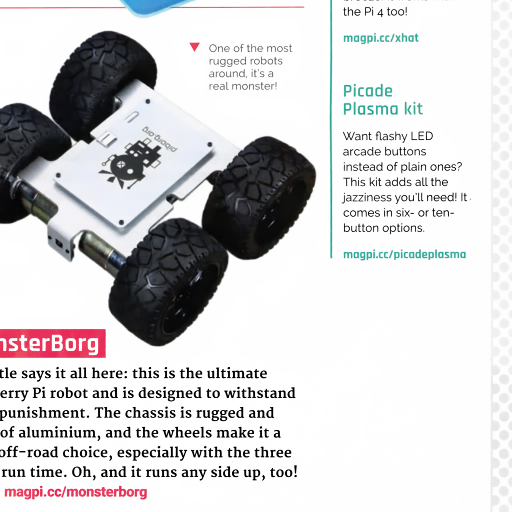 the Pi 4 too!
magpi.cc/xhat
One of the most
rugged robots
around, it's a
real monster!
piborg.org
Picade
Plasma kit
Want flashy LED
arcade buttons
instead of plain ones?
This kit adds all the
jazziness you'll need! It
comes in six- or ten-
button options.
magpi.cc/picadeplasma
nsterBorg
tle says it all here: this is the ultimate
erry Pi robot and is designed to withstand
punishment. The chassis is rugged and
of aluminium, and the wheels make it a
off-road choice, especially with the three
run time. Oh, and it runs any side up, too!
magpi.cc/monsterborg